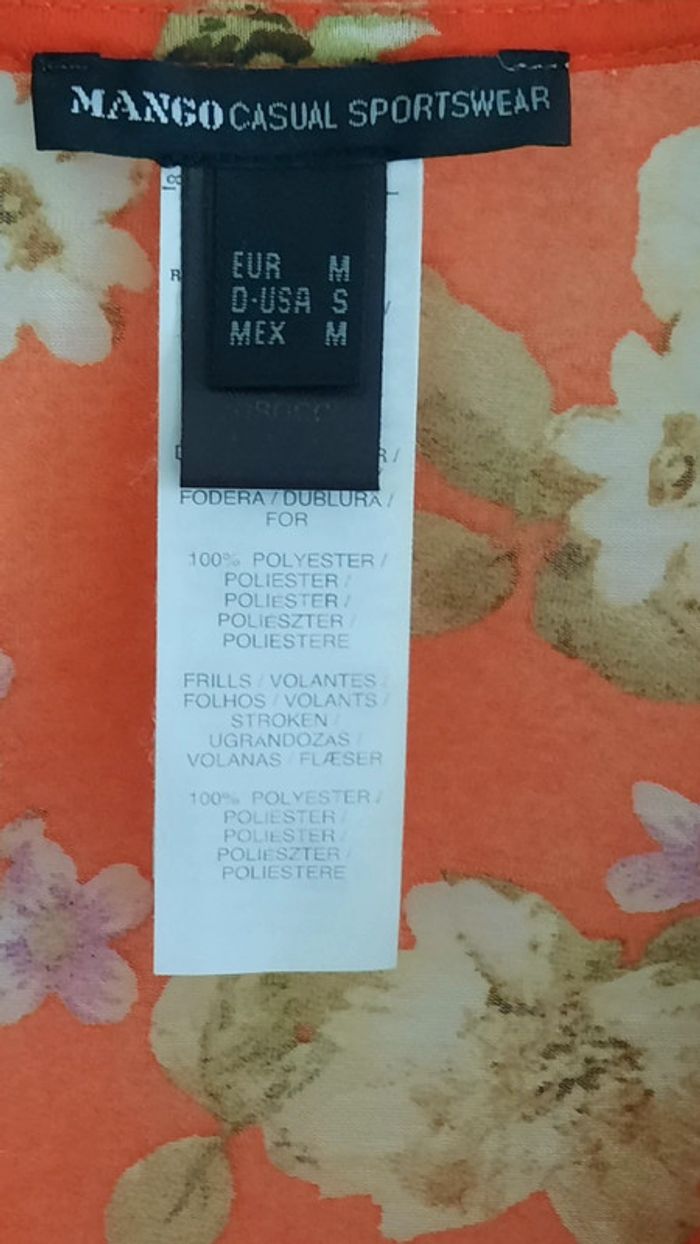 MANGO CASUAL SPORTSWEAR
EUR M
D-USA S
MEX M
FODERA / DUBLURA /
FOR
100% POLYESTER /
POLIESTER /
POLIESTER /
POLIESZTER /
POLIESTERE
FRILLS / VOLANTES /
FOLHOS / VOLANTS /
STROKEN /
UGRANDOZAS /
VOLANAS / FLÆSER
100% POLYESTER /
POLIESTER /
POLIESTER /
POLIESZTER /
POLIESTERE